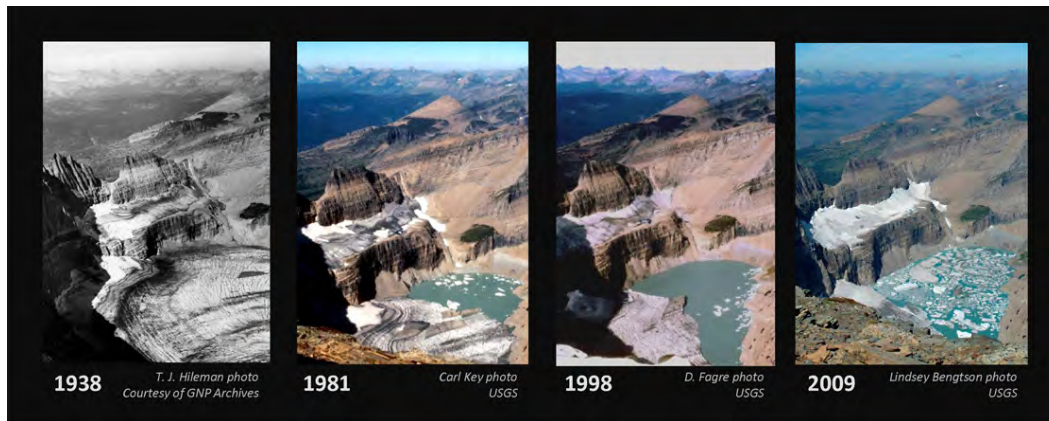 1938
T. J. Hileman photo
Courtesy of GNP Archives
1981
Carl Key photo
USGS
1998
D. Fagre photo
USGS
2009
Lindsey Bengtson photo
USGS